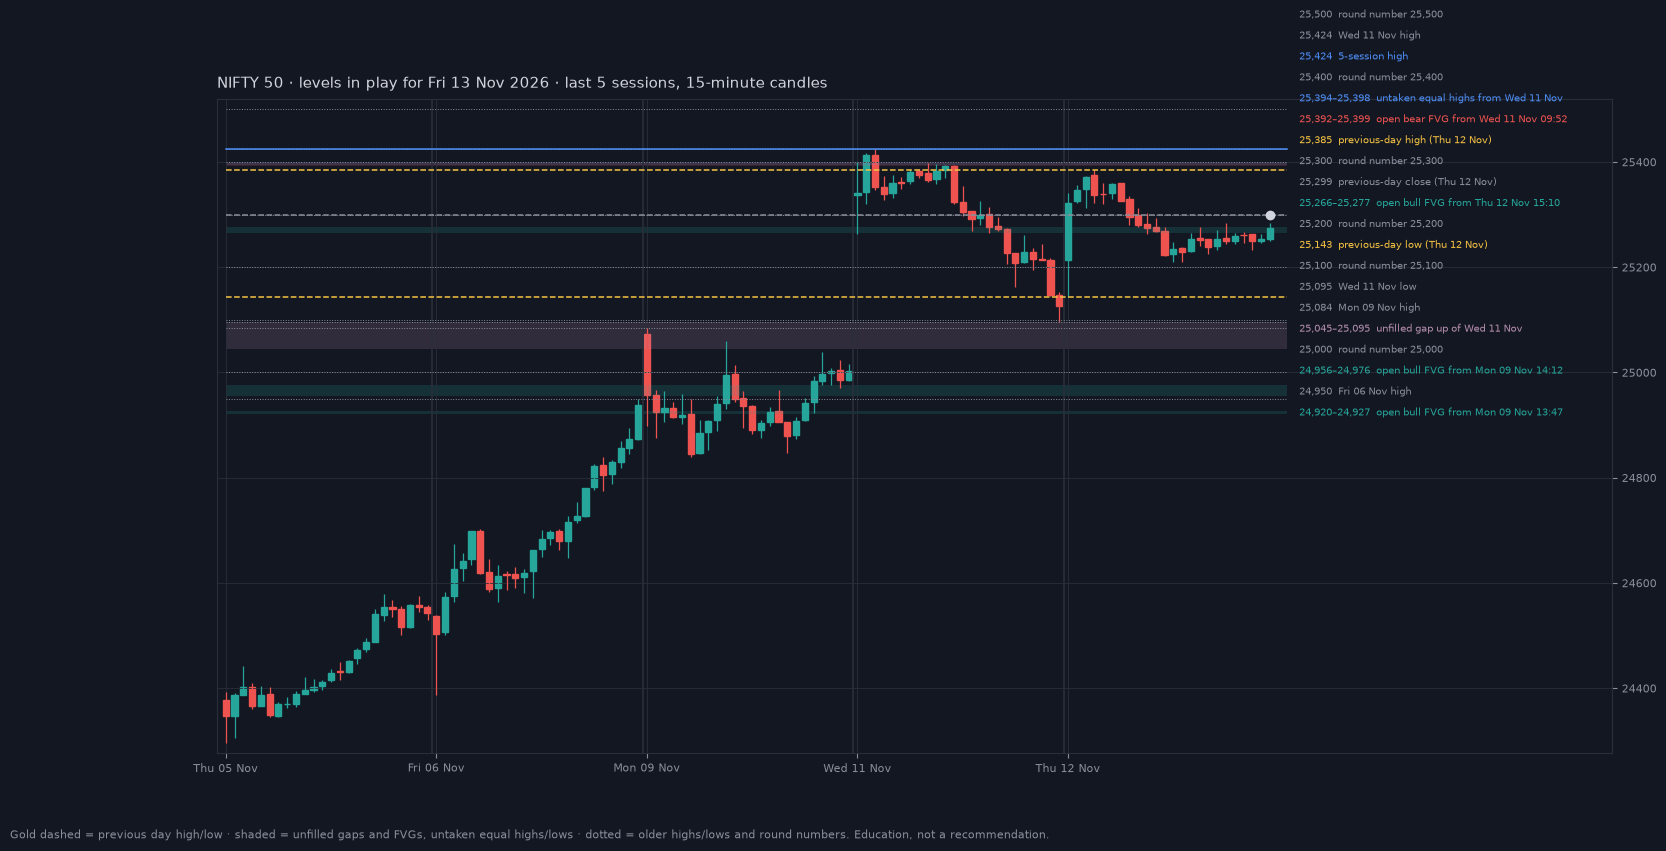 25,500 round number 25,500
25,424 Wed 11 Nov high
25,424 5-session high
NIFTY 50 · levels in play for Fri 13 Nov 2026 · last 5 sessions, 15-minute candles
25,400 round number 25,400
25,394–25,398 untaken equal highs from Wed 11 Nov
25,392–25,399 open bear FVG from Wed 11 Nov 09:52
25,385 previous-day high (Thu 12 Nov)
25,300 round number 25,300
25,299 previous-day close (Thu 12 Nov)
25,266–25,277 open bull FVG from Thu 12 Nov 15:10
25,200 round number 25,200
25,143 previous-day low (Thu 12 Nov)
25,100 round number 25,100
25,095 Wed 11 Nov low
25,084 Mon 09 Nov high
25,045–25,095 unfilled gap up of Wed 11 Nov
25,000 round number 25,000
24,956–24,976 open bull FVG from Mon 09 Nov 14:12
24,950 Fri 06 Nov high
24,920–24,927 open bull FVG from Mon 09 Nov 13:47
25400
25200
25000
24800
24600
24400
Thu 05 Nov
Fri 06 Nov
Mon 09 Nov
Wed 11 Nov
Thu 12 Nov
Gold dashed = previous day high/low · shaded = unfilled gaps and FVGs, untaken equal highs/lows · dotted = older highs/lows and round numbers. Education, not a recommendation.